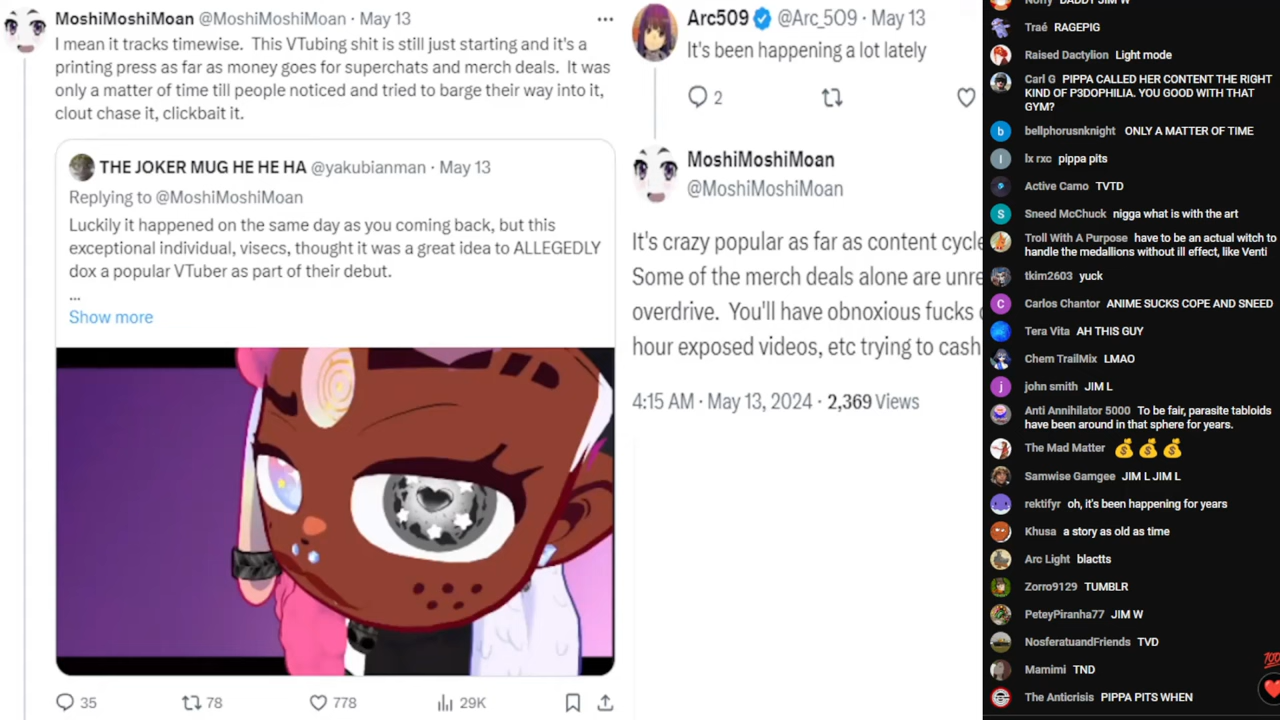 MoshiMoshiMoan @MoshiMoshiMoan · May 13
I mean it tracks timewise. This VTubing shit is still just starting and it's a
printing press as far as money goes for superchats and merch deals. It was
only a matter of time till people noticed and tried to barge their way into it,
clout chase it, clickbait it.
THE JOKER MUG HE HE HA @yakubianman · May 13
Replying to @MoshiMoshiMoan
Luckily it happened on the same day as you coming back, but this
exceptional individual, visecs, thought it was a great idea to ALLEGEDLY
dox a popular VTuber as part of their debut.
...
Show more
35 78 778 29K
Arc509 @Arc_509 · May 13
It's been happening a lot lately
2
MoshiMoshiMoan
@MoshiMoshiMoan
It's crazy popular as far as content cycle
Some of the merch deals alone are unre
overdrive. You'll have obnoxious fucks
hour exposed videos, etc trying to cash
4:15 AM · May 13, 2024 · 2,369 Views
Norry DADDY JIM W
Traé RAGEPIG
Raised Dactylion Light mode
Carl G PIPPA CALLED HER CONTENT THE RIGHT
KIND OF P3DOPHILIA. YOU GOOD WITH THAT
GYM?
bellphorusnknight ONLY A MATTER OF TIME
lx rxc pippa pits
Active Camo TVTD
Sneed McChuck nigga what is with the art
Troll With A Purpose have to be an actual witch to
handle the medallions without ill effect, like Venti
tkim2603 yuck
Carlos Chantor ANIME SUCKS COPE AND SNEED
Tera Vita AH THIS GUY
Chem TrailMix LMAO
john smith JIM L
Anti Annihilator 5000 To be fair, parasite tabloids
have been around in that sphere for years.
The Mad Matter 💰 💰 💰
Samwise Gamgee JIM L JIM L
rektifyr oh, it's been happening for years
Khusa a story as old as time
Arc Light blactts
Zorro9129 TUMBLR
PeteyPiranha77 JIM W
NosferatuandFriends TVD
Mamimi TND
The Anticrisis PIPPA PITS WHEN